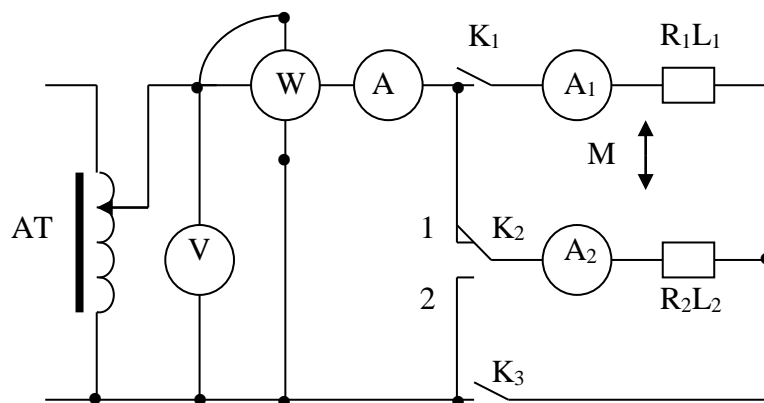 K₁
R₁L₁
W
A
A₁
M
AT
V
1
K₂
A₂
2
R₂L₂
K₃